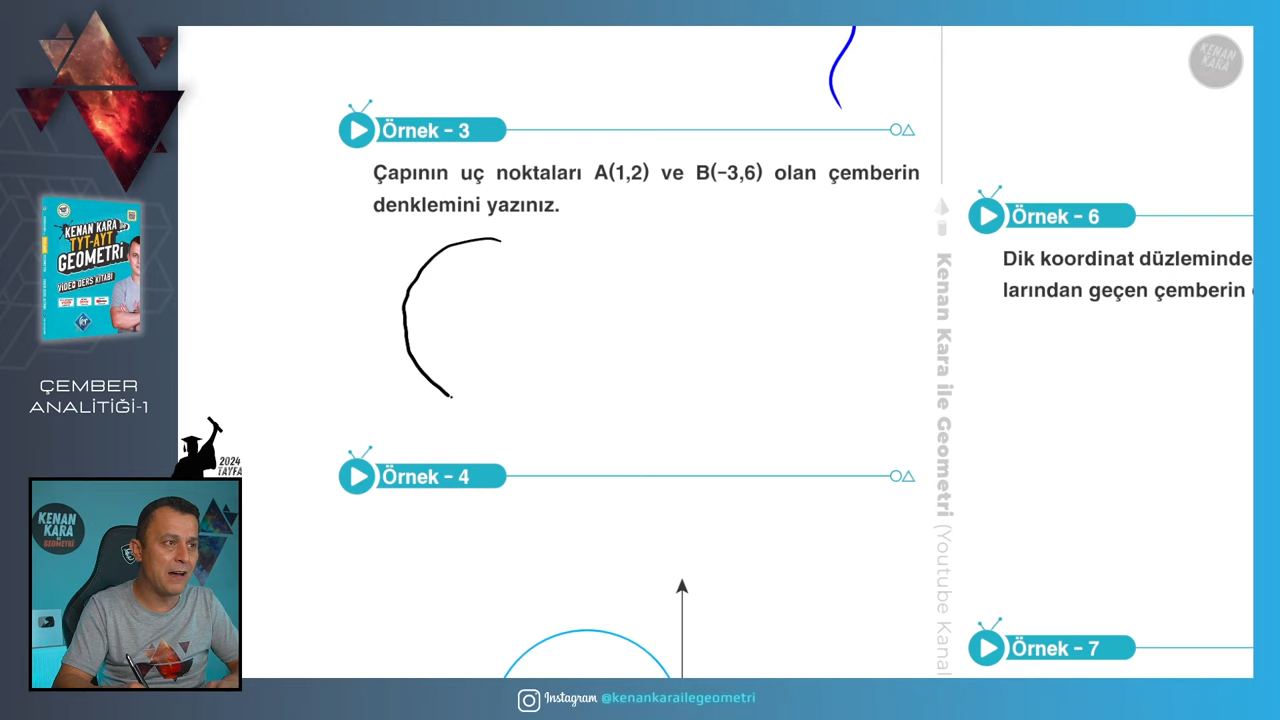 KENAN KARA
TYT-AYT
GEOMETRİ
VİDEO DERS KİTABI
ÇEMBER
ANALİTİĞİ-1
2024
TAYFA
KENAN
KARA
GEOMETRİ
Örnek - 3
Çapının uç noktaları A(1,2) ve B(-3,6) olan çemberin
denklemini yazınız.
Örnek - 4
KENAN
KARA
Kenan Kara ile Geometri (Youtube Kanal
Örnek - 6
Dik koordinat düzleminde
larından geçen çemberin
Örnek - 7
Instagram @kenankarailegeometri